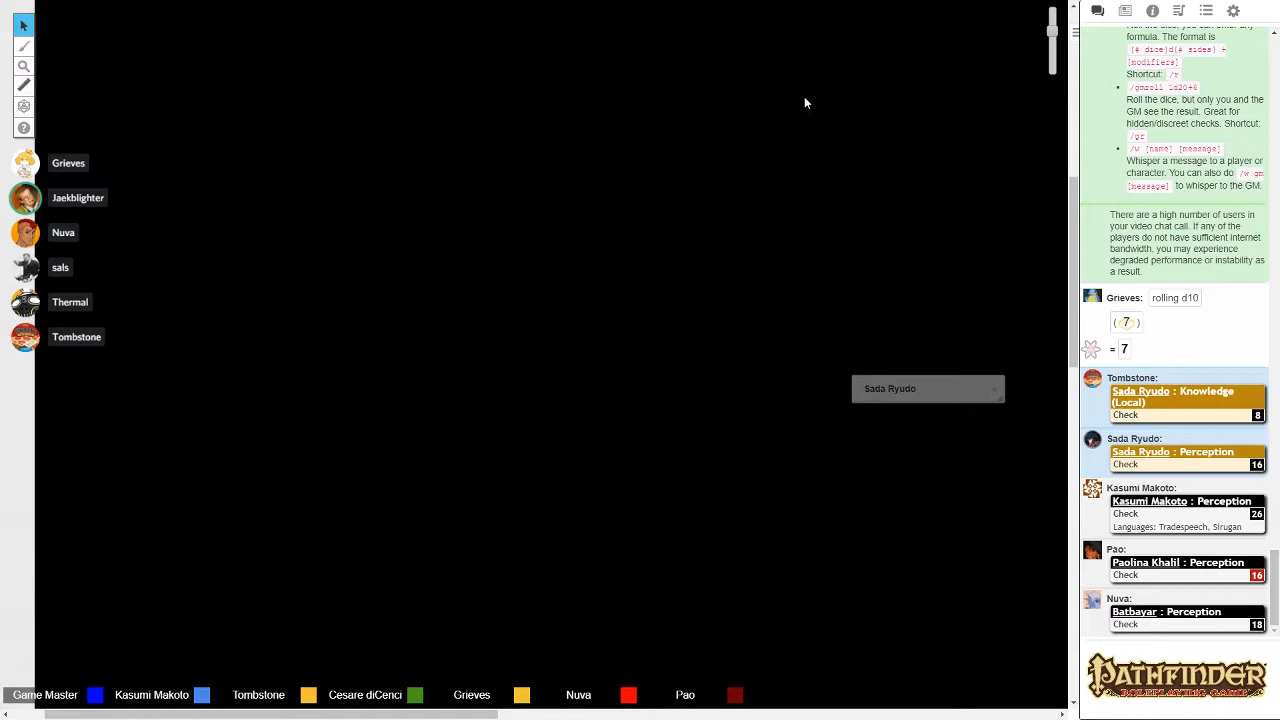 Grieves
Jaekblighter
Nuva
sals
Thermal
Tombstone
Sada Ryudo
Game Master
Kasumi Makoto
Tombstone
Cesare diCenci
Grieves
Nuva
Pao
formula. The format is
[# dice]d[# sides] +
[modifiers]
Shortcut: /r
/gmroll 1d20+6
Roll the dice, but only you and the
GM see the result. Great for
hidden/discreet checks. Shortcut:
/gr
/w [name] [message]
Whisper a message to a player or
character. You can also do /w gm
[message] to whisper to the GM.
There are a high number of users in
your video chat call. If any of the
players do not have sufficient internet
bandwidth, you may experience
degraded performance or instability as
a result.
Grieves: rolling d10
(7)
= 7
Tombstone:
Sada Ryudo : Knowledge
(Local)
Check 8
Sada Ryudo:
Sada Ryudo : Perception
Check 16
Kasumi Makoto:
Kasumi Makoto : Perception
Check 26
Languages: Tradespeech, Sirugan
Pao:
Paolina Khalil : Perception
Check 16
Nuva:
Batbayar : Perception
Check 18
PATHFINDER
ROLEPLAYING GAME